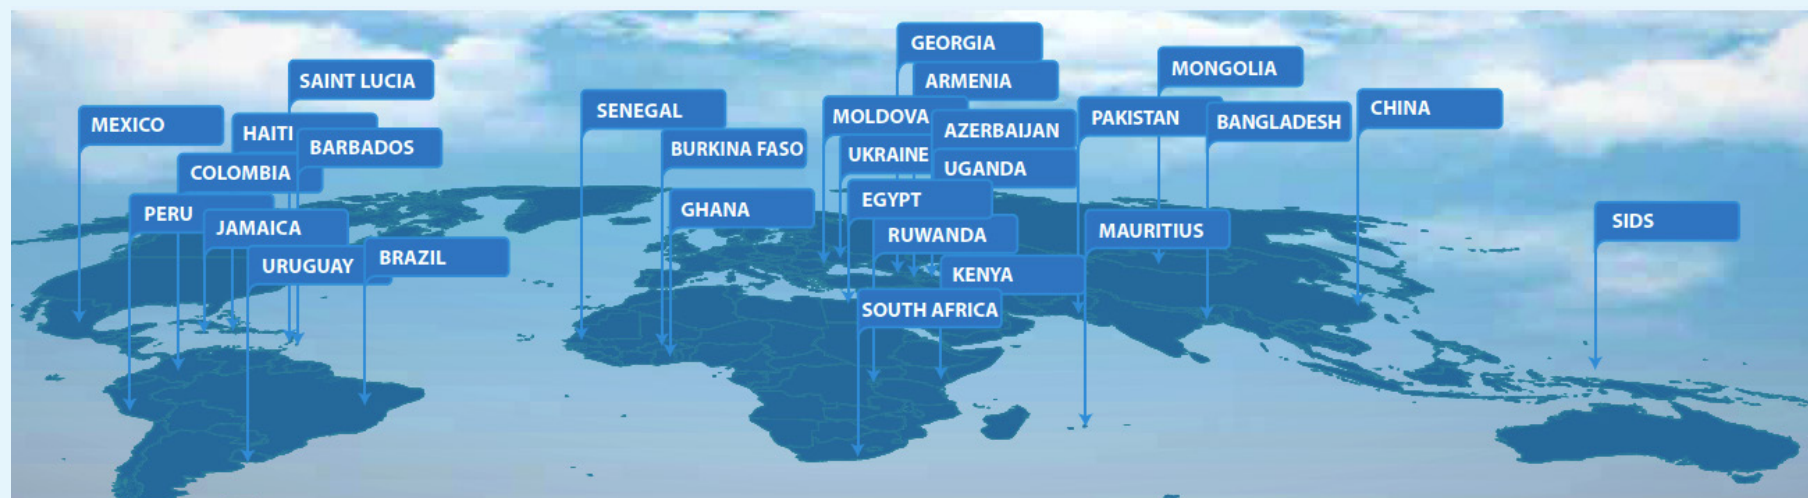 MEXICO
SAINT LUCIA
HAITI
BARBADOS
COLOMBIA
PERU
JAMAICA
URUGUAY
BRAZIL
SENEGAL
BURKINA FASO
GHANA
GEORGIA
ARMENIA
MOLDOVA
AZERBAIJAN
UKRAINE
UGANDA
EGYPT
RUWANDA
KENYA
SOUTH AFRICA
MONGOLIA
PAKISTAN
BANGLADESH
MAURITIUS
CHINA
SIDS